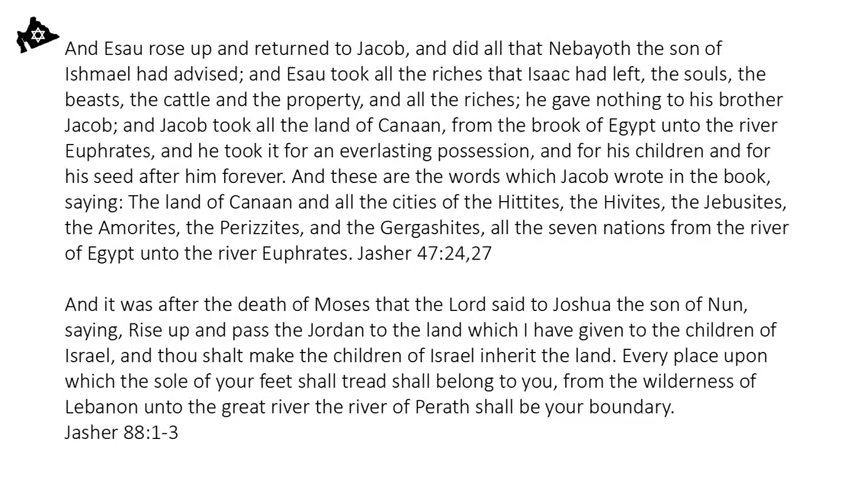 And Esau rose up and returned to Jacob, and did all that Nebayoth the son of
Ishmael had advised; and Esau took all the riches that Isaac had left, the souls, the
beasts, the cattle and the property, and all the riches; he gave nothing to his brother
Jacob; and Jacob took all the land of Canaan, from the brook of Egypt unto the river
Euphrates, and he took it for an everlasting possession, and for his children and for
his seed after him forever. And these are the words which Jacob wrote in the book,
saying: The land of Canaan and all the cities of the Hittites, the Hivites, the Jebusites,
the Amorites, the Perizzites, and the Gergashites, all the seven nations from the river
of Egypt unto the river Euphrates. Jasher 47:24,27
And it was after the death of Moses that the Lord said to Joshua the son of Nun,
saying, Rise up and pass the Jordan to the land which I have given to the children of
Israel, and thou shalt make the children of Israel inherit the land. Every place upon
which the sole of your feet shall tread shall belong to you, from the wilderness of
Lebanon unto the great river the river of Perath shall be your boundary.
Jasher 88:1-3